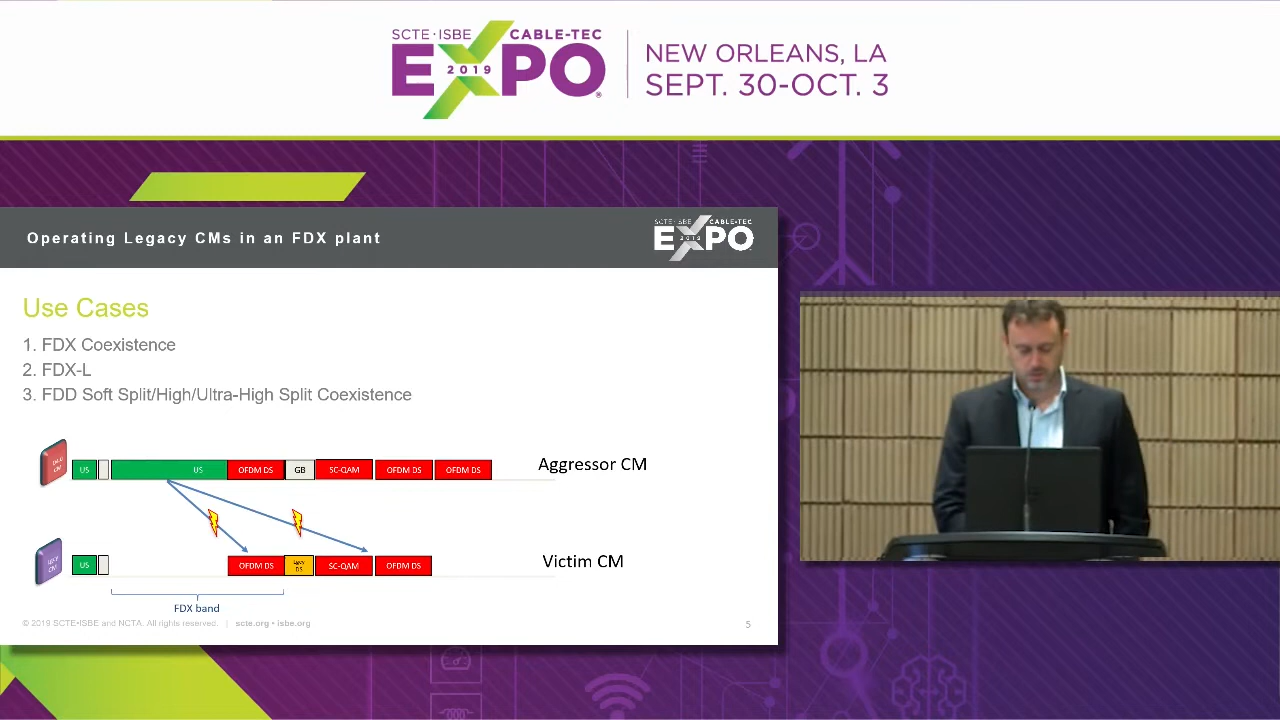 SCTE·ISBE CABLE-TEC
EXPO
2019
NEW ORLEANS, LA
SEPT. 30-OCT. 3
Operating Legacy CMs in an FDX plant
SCTE·ISBE CABLE-TEC
EXPO
2019
Use Cases
1. FDX Coexistence
2. FDX-L
3. FDD Soft Split/High/Ultra-High Split Coexistence
CM
US US OFDM DS GB SC-QAM OFDM DS OFDM DS
Aggressor CM
US OFDM DS DS SC-QAM OFDM DS
Victim CM
FDX band
© 2019 SCTE•ISBE and NCTA. All rights reserved. | scte.org • isbe.org
5